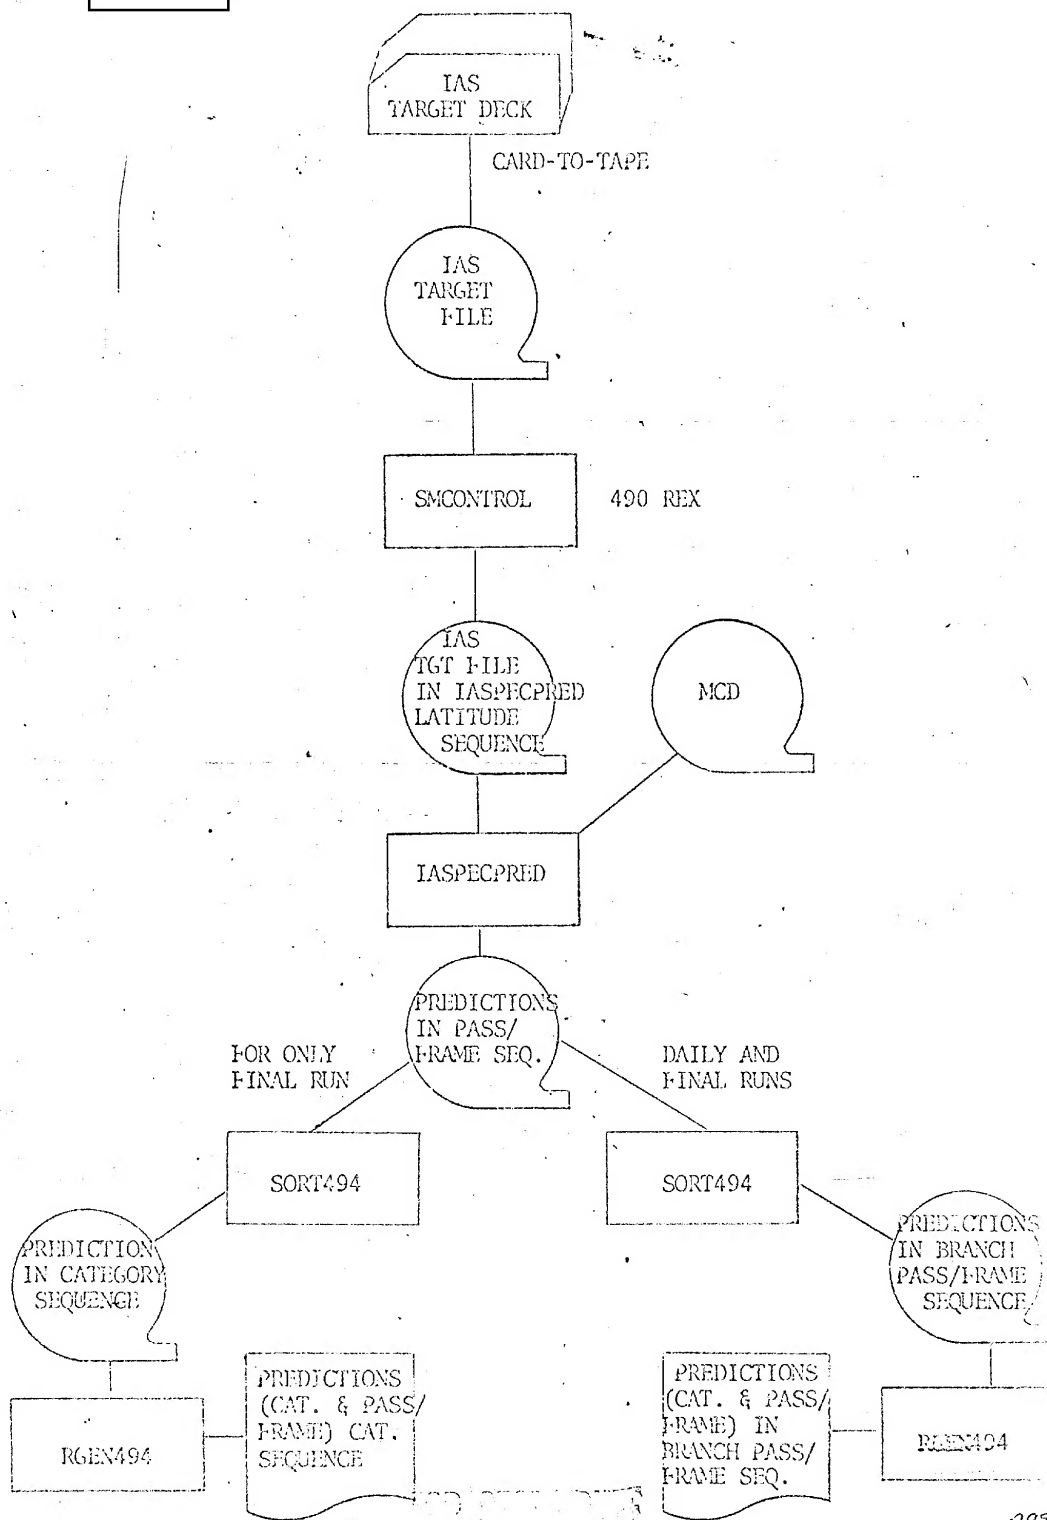 IAS
TARGET DECK
CARD-TO-TAPE
IAS
TARGET
FILE
SMCONTROL
490 REX
IAS
TGT FILE
IN IASPECPRED
LATITUDE
SEQUENCE
MCD
IASPECPRED
PREDICTIONS
IN PASS/
FRAME SEQ.
FOR ONLY
FINAL RUN
DAILY AND
FINAL RUNS
SORT494
SORT494
PREDICTION
IN CATEGORY
SEQUENCE
PREDICTIONS
IN BRANCH
PASS/FRAME
SEQUENCE
RGEN494
PREDICTIONS
(CAT. & PASS/
FRAME) CAT.
SEQUENCE
PREDICTIONS
(CAT. & PASS/
FRAME) IN
BRANCH PASS/
FRAME SEQ.
RGEN494